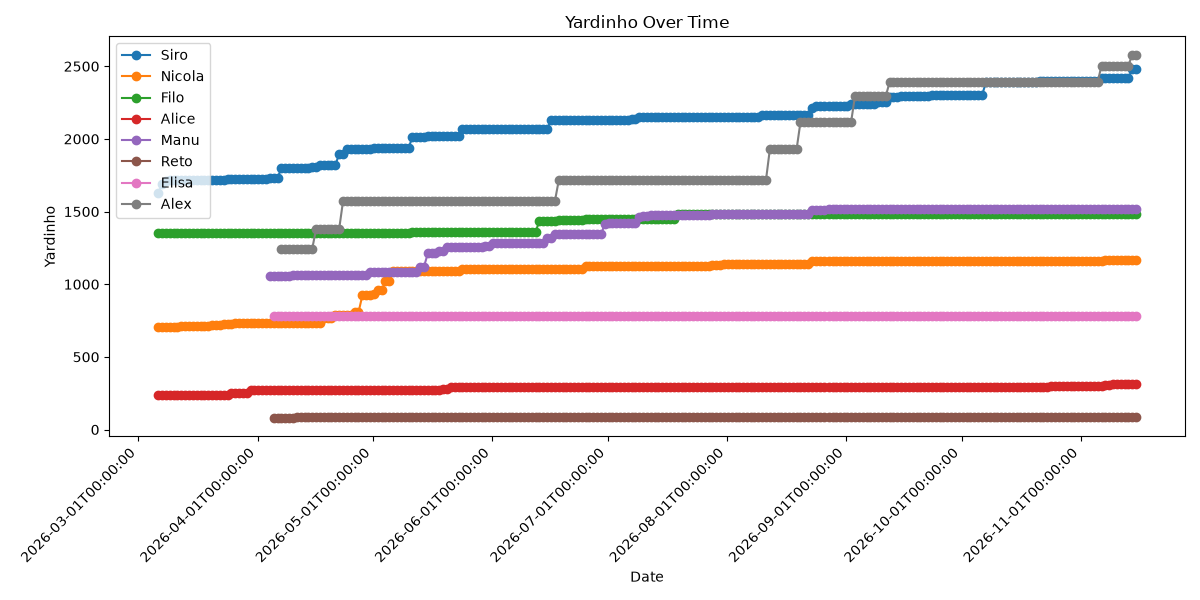 Yardinho Over Time
Siro
Nicola
Filo
Alice
Manu
Reto
Elisa
Alex
Yardinho
2500
2000
1500
1000
500
0
2026-03-01T00:00:00
2026-04-01T00:00:00
2026-05-01T00:00:00
2026-06-01T00:00:00
2026-07-01T00:00:00
2026-08-01T00:00:00
2026-09-01T00:00:00
2026-10-01T00:00:00
2026-11-01T00:00:00
Date